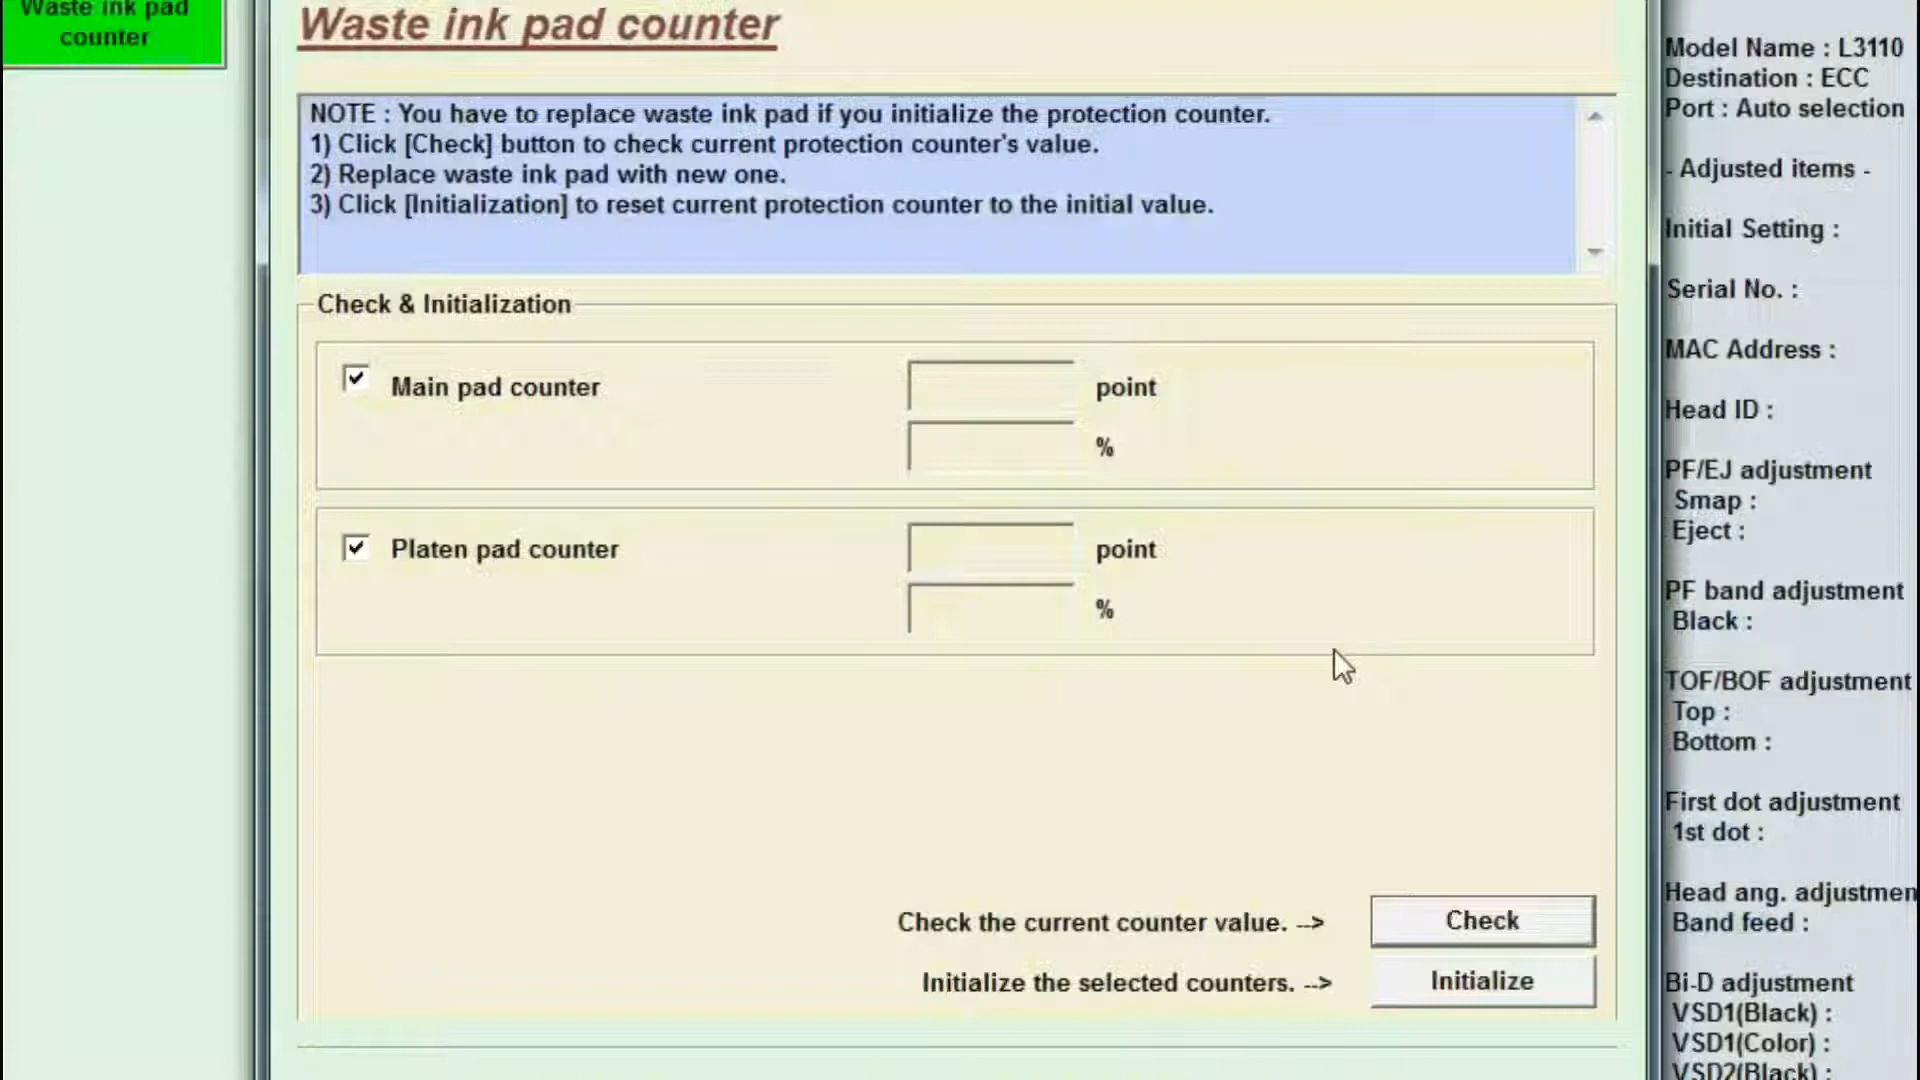 Waste ink pad
counter
Waste ink pad counter
NOTE : You have to replace waste ink pad if you initialize the protection counter.
1) Click [Check] button to check current protection counter's value.
2) Replace waste ink pad with new one.
3) Click [Initialization] to reset current protection counter to the initial value.
Check & Initialization
Main pad counter
point
%
Platen pad counter
point
%
Check the current counter value. -->
Check
Initialize the selected counters. -->
Initialize
Model Name : L3110
Destination : ECC
Port : Auto selection
- Adjusted items -
Initial Setting :
Serial No. :
MAC Address :
Head ID :
PF/EJ adjustment
Smap :
Eject :
PF band adjustment
Black :
TOF/BOF adjustment
Top :
Bottom :
First dot adjustment
1st dot :
Head ang. adjustmen
Band feed :
Bi-D adjustment
VSD1(Black) :
VSD1(Color) :
VSD2(Black) :